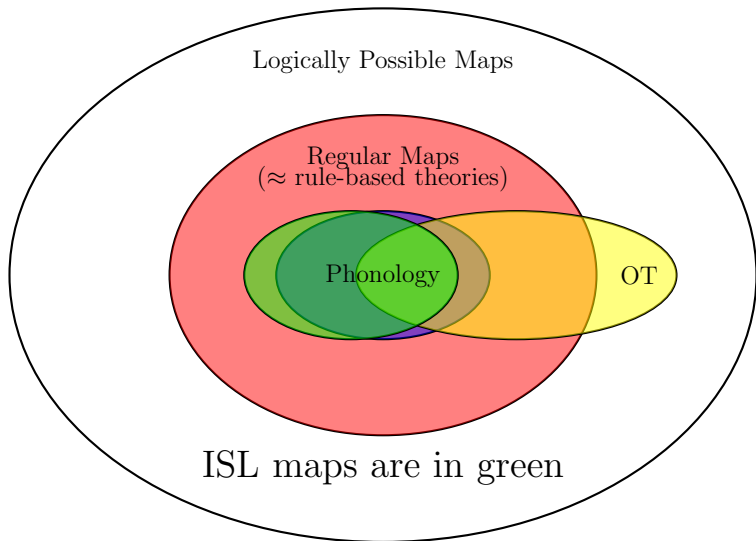 Logically Possible Maps
Regular Maps
(≈ rule-based theories)
Phonology
OT
ISL maps are in green